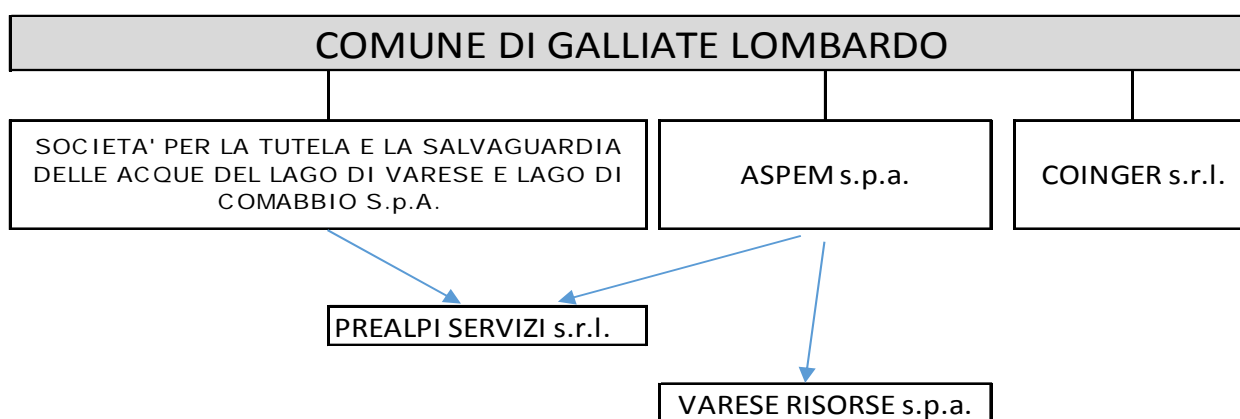 COMUNE DI GALLIATE LOMBARDO
SOCIETA' PER LA TUTELA E LA SALVAGUARDIA
DELLE ACQUE DEL LAGO DI VARESE E LAGO DI
COMABBIO S.p.A.
ASPEM s.p.a.
COINGER s.r.l.
PREALPI SERVIZI s.r.l.
VARESE RISORSE s.p.a.